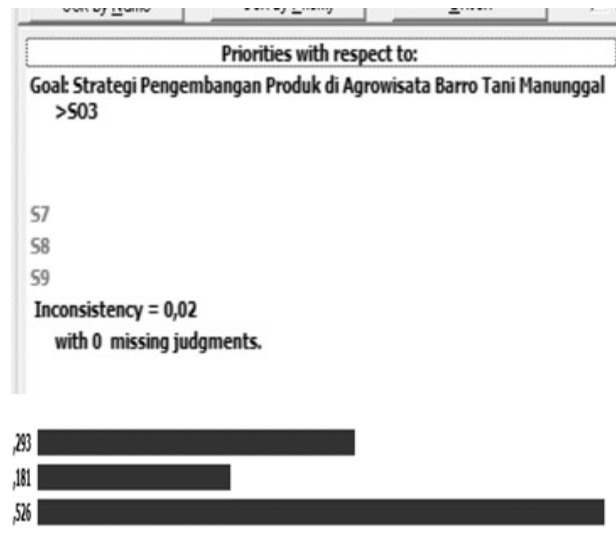 Priorities with respect to:
Goal: Strategi Pengembangan Produk di Agrowisata Barro Tani Manunggal
>SO3
S7
S8
S9
Inconsistency = 0,02
with 0 missing judgments.
,293
,181
,526